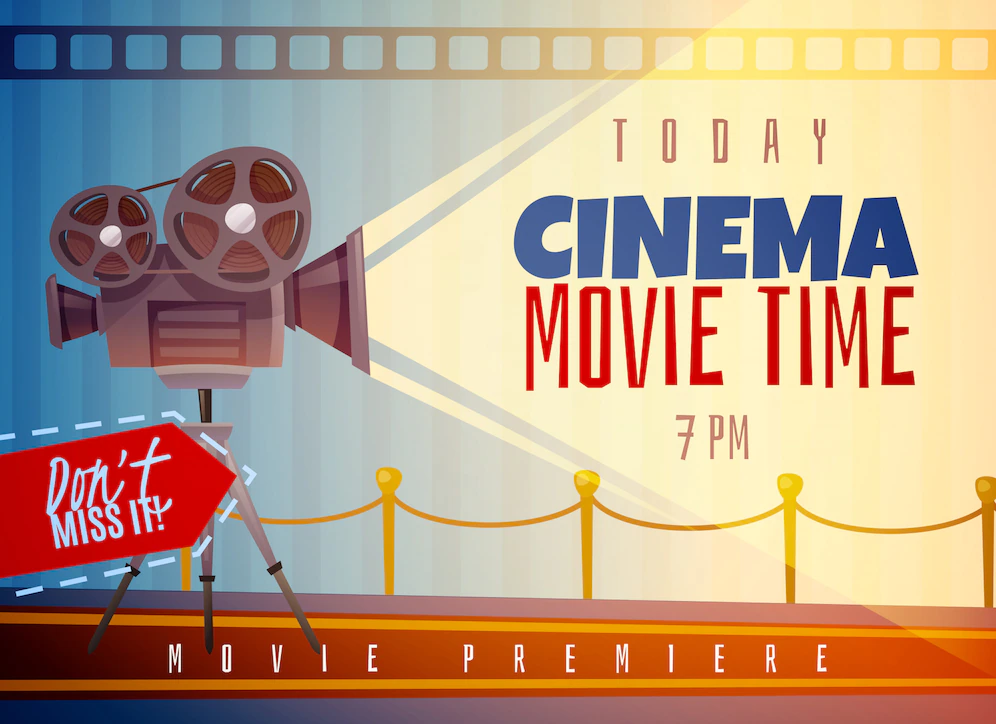 TODAY
CINEMA
MOVIE TIME
7 PM
Don't
MISS IT!
MOVIE PREMIERE